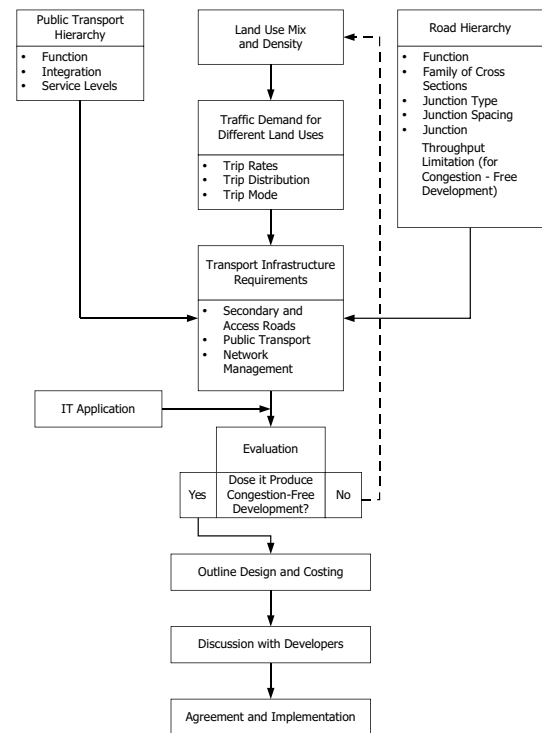 Public Transport
Hierarchy
• Function
• Integration
• Service Levels
Land Use Mix
and Density
Road Hierarchy
• Function
• Family of Cross
Sections
• Junction Type
• Junction Spacing
• Junction
Throughput
Limitation (for
Congestion - Free
Development)
Traffic Demand for
Different Land Uses
• Trip Rates
• Trip Distribution
• Trip Mode
Transport Infrastructure
Requirements
• Secondary and
Access Roads
• Public Transport
• Network
Management
IT Application
Evaluation
Yes
Dose it Produce
Congestion-Free
Development?
No
Outline Design and Costing
Discussion with Developers
Agreement and Implementation